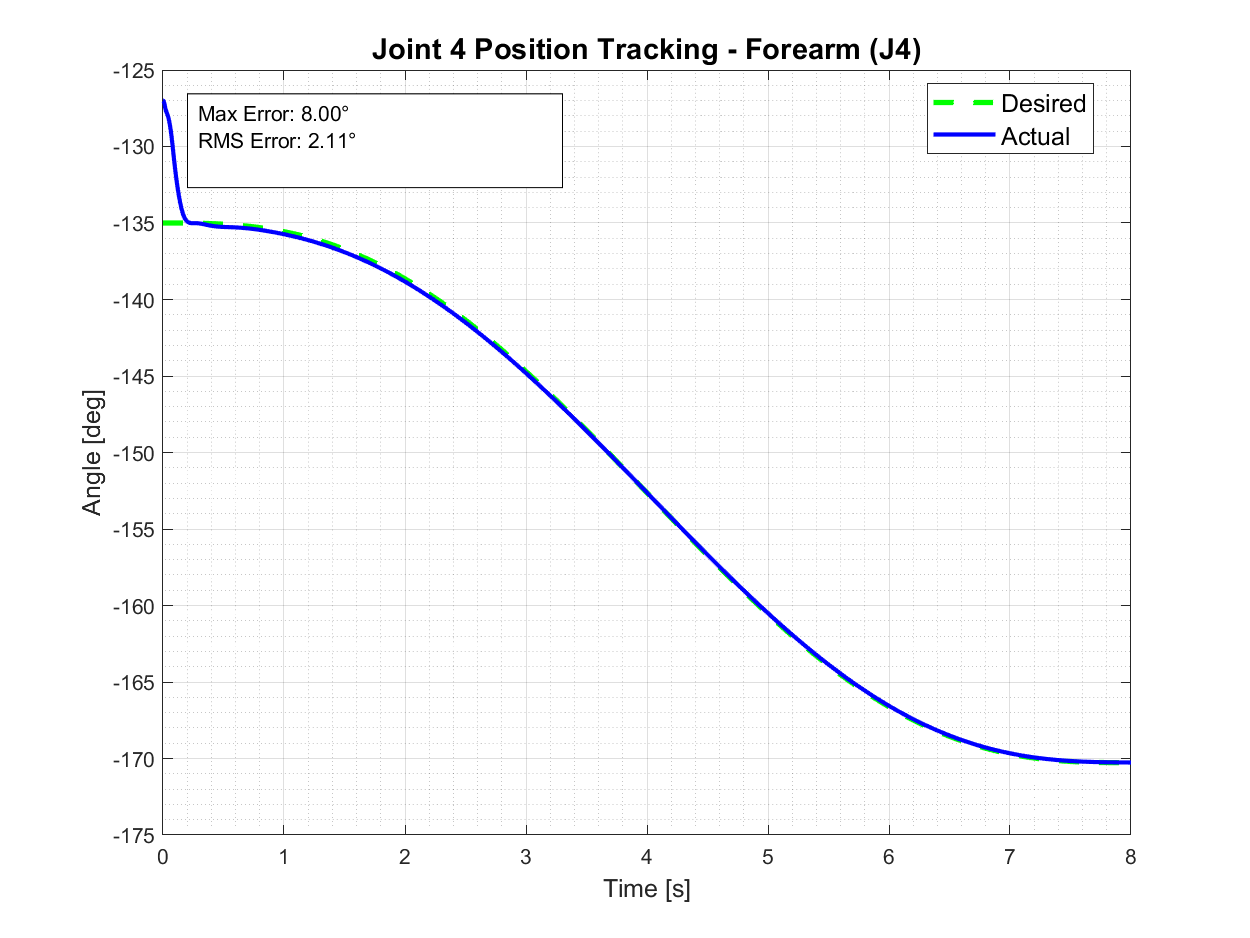 Joint 4 Position Tracking - Forearm (J4)
Max Error: 8.00°
RMS Error: 2.11°
Desired
Actual
-125
-130
-135
-140
-145
-150
-155
-160
-165
-170
-175
Angle [deg]
0 1 2 3 4 5 6 7 8
Time [s]